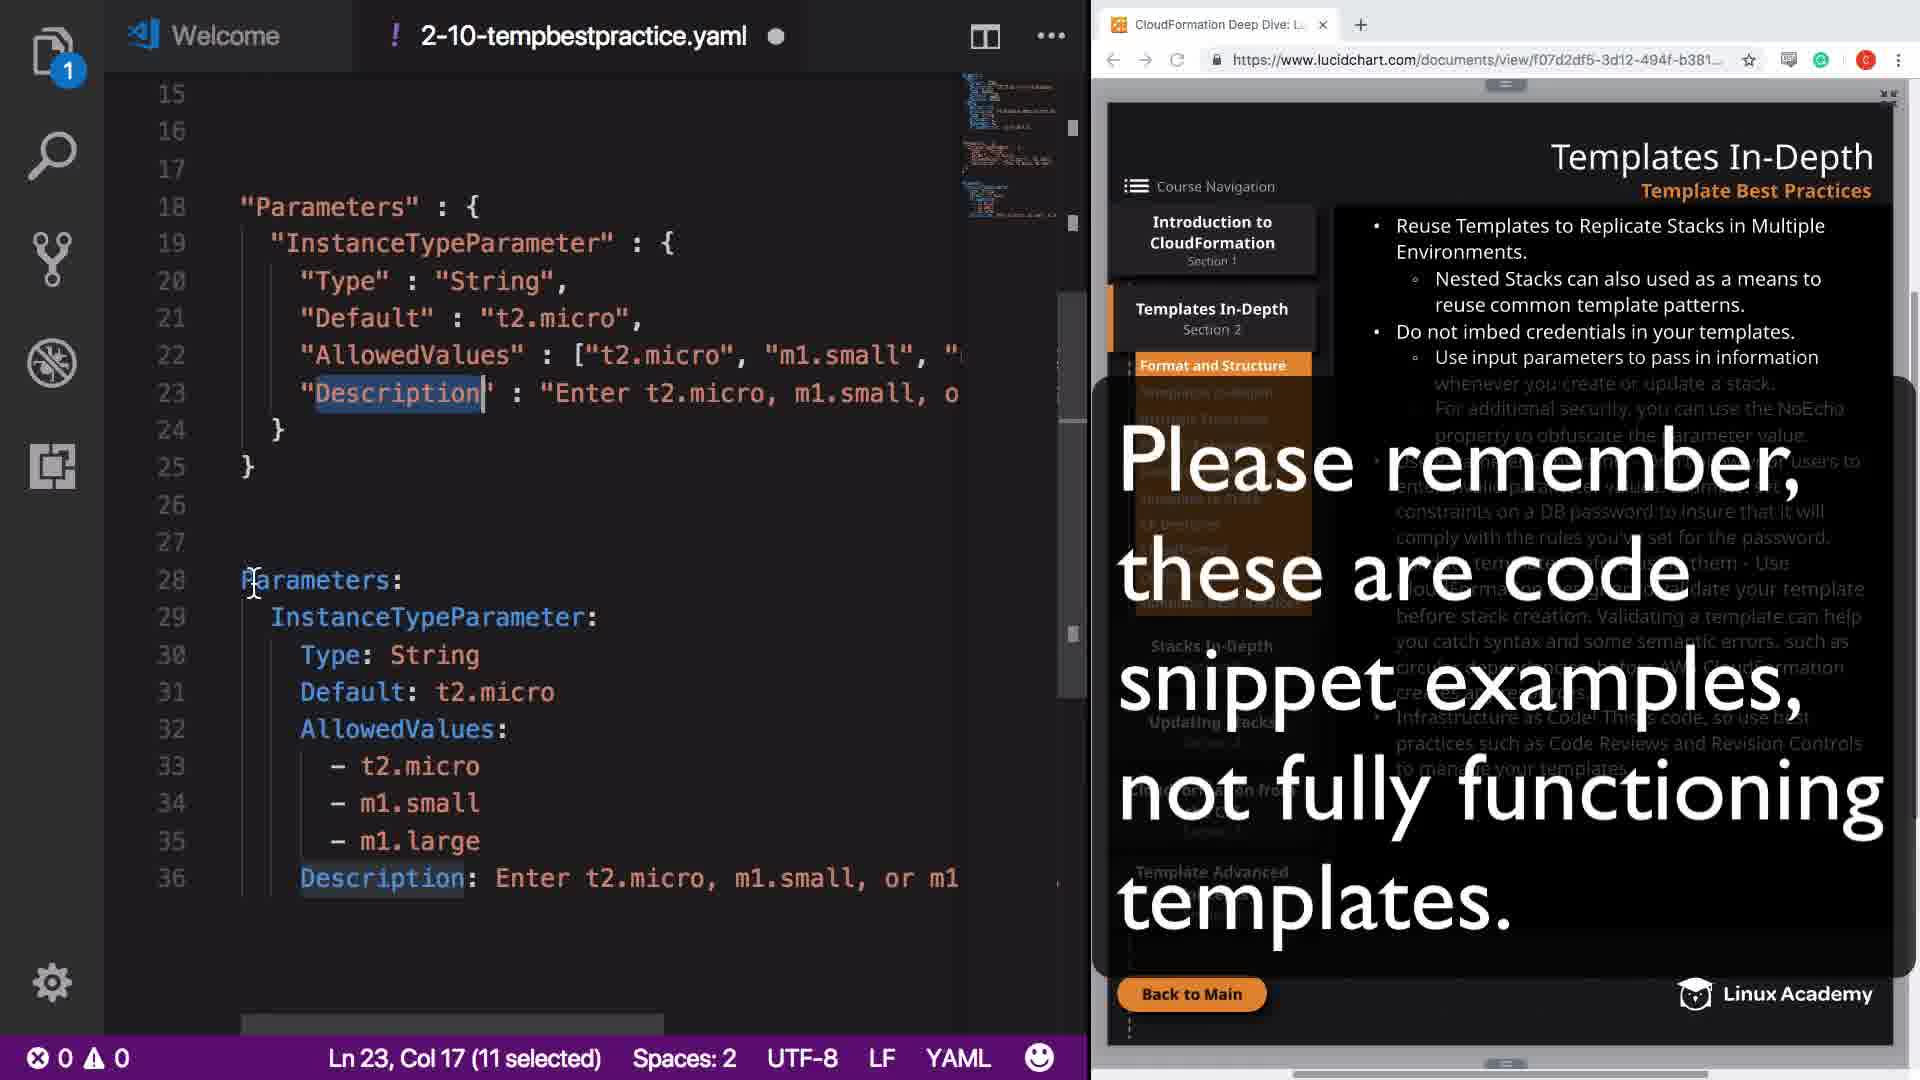 1
Welcome
! 2-10-tempbestpractice.yaml
15
16
17
18 "Parameters" : {
19 "InstanceTypeParameter" : {
20 "Type" : "String",
21 "Default" : "t2.micro",
22 "AllowedValues" : ["t2.micro", "m1.small", "
23 "Description" : "Enter t2.micro, m1.small, o
24 }
25 }
26
27
28 Parameters:
29 InstanceTypeParameter:
30 Type: String
31 Default: t2.micro
32 AllowedValues:
33 - t2.micro
34 - m1.small
35 - m1.large
36 Description: Enter t2.micro, m1.small, or m1
0 0
Ln 23, Col 17 (11 selected) Spaces: 2 UTF-8 LF YAML
CloudFormation Deep Dive: L
https://www.lucidchart.com/documents/view/f07d2df5-3d12-494f-b381...
C
Templates In-Depth
Template Best Practices
Course Navigation
Introduction to
CloudFormation
Section 1
Templates In-Depth
Section 2
Format and Structure
• Reuse Templates to Replicate Stacks in Multiple
Environments.
◦ Nested Stacks can also used as a means to
reuse common template patterns.
• Do not imbed credentials in your templates.
◦ Use input parameters to pass in information
whenever you create or update a stack.
For additional security, you can use the NoEcho
property to obfuscate the parameter value.
constraints on a DB password to insure that it will
comply with the rules you've set for the password.
before stack creation. Validating a template can help
you catch syntax and some semantic errors, such as
Infrastructure as Code! This is code, so use best
practices such as Code Reviews and Revision Controls
to manage your templates.
Stacks In-Depth
Updating Stacks
Template Advanced
Please remember,
these are code
snippet examples,
not fully functioning
templates.
Back to Main
Linux Academy